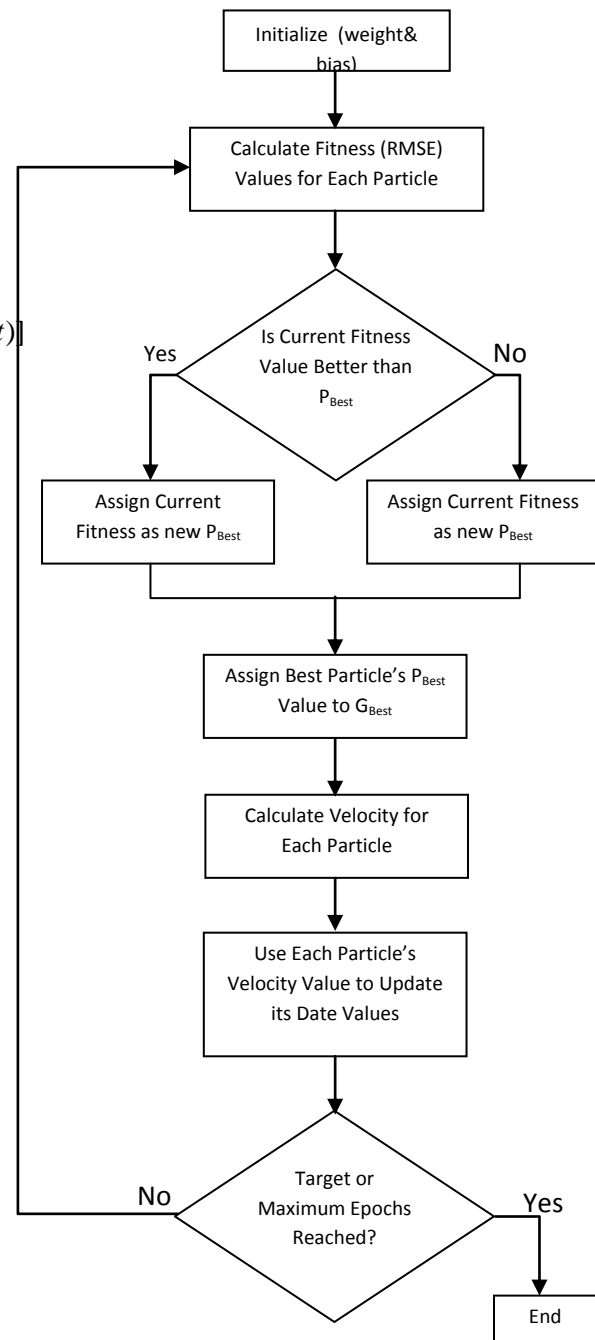 Initialize (weight&
bias)
Calculate Fitness (RMSE)
Values for Each Particle
t)]
Is Current Fitness
Value Better than
PBest
Yes
No
Assign Current
Fitness as new PBest
Assign Current Fitness
as new PBest
Assign Best Particle’s PBest
Value to GBest
Calculate Velocity for
Each Particle
Use Each Particle’s
Velocity Value to Update
its Date Values
Target or
Maximum Epochs
Reached?
No
Yes
End